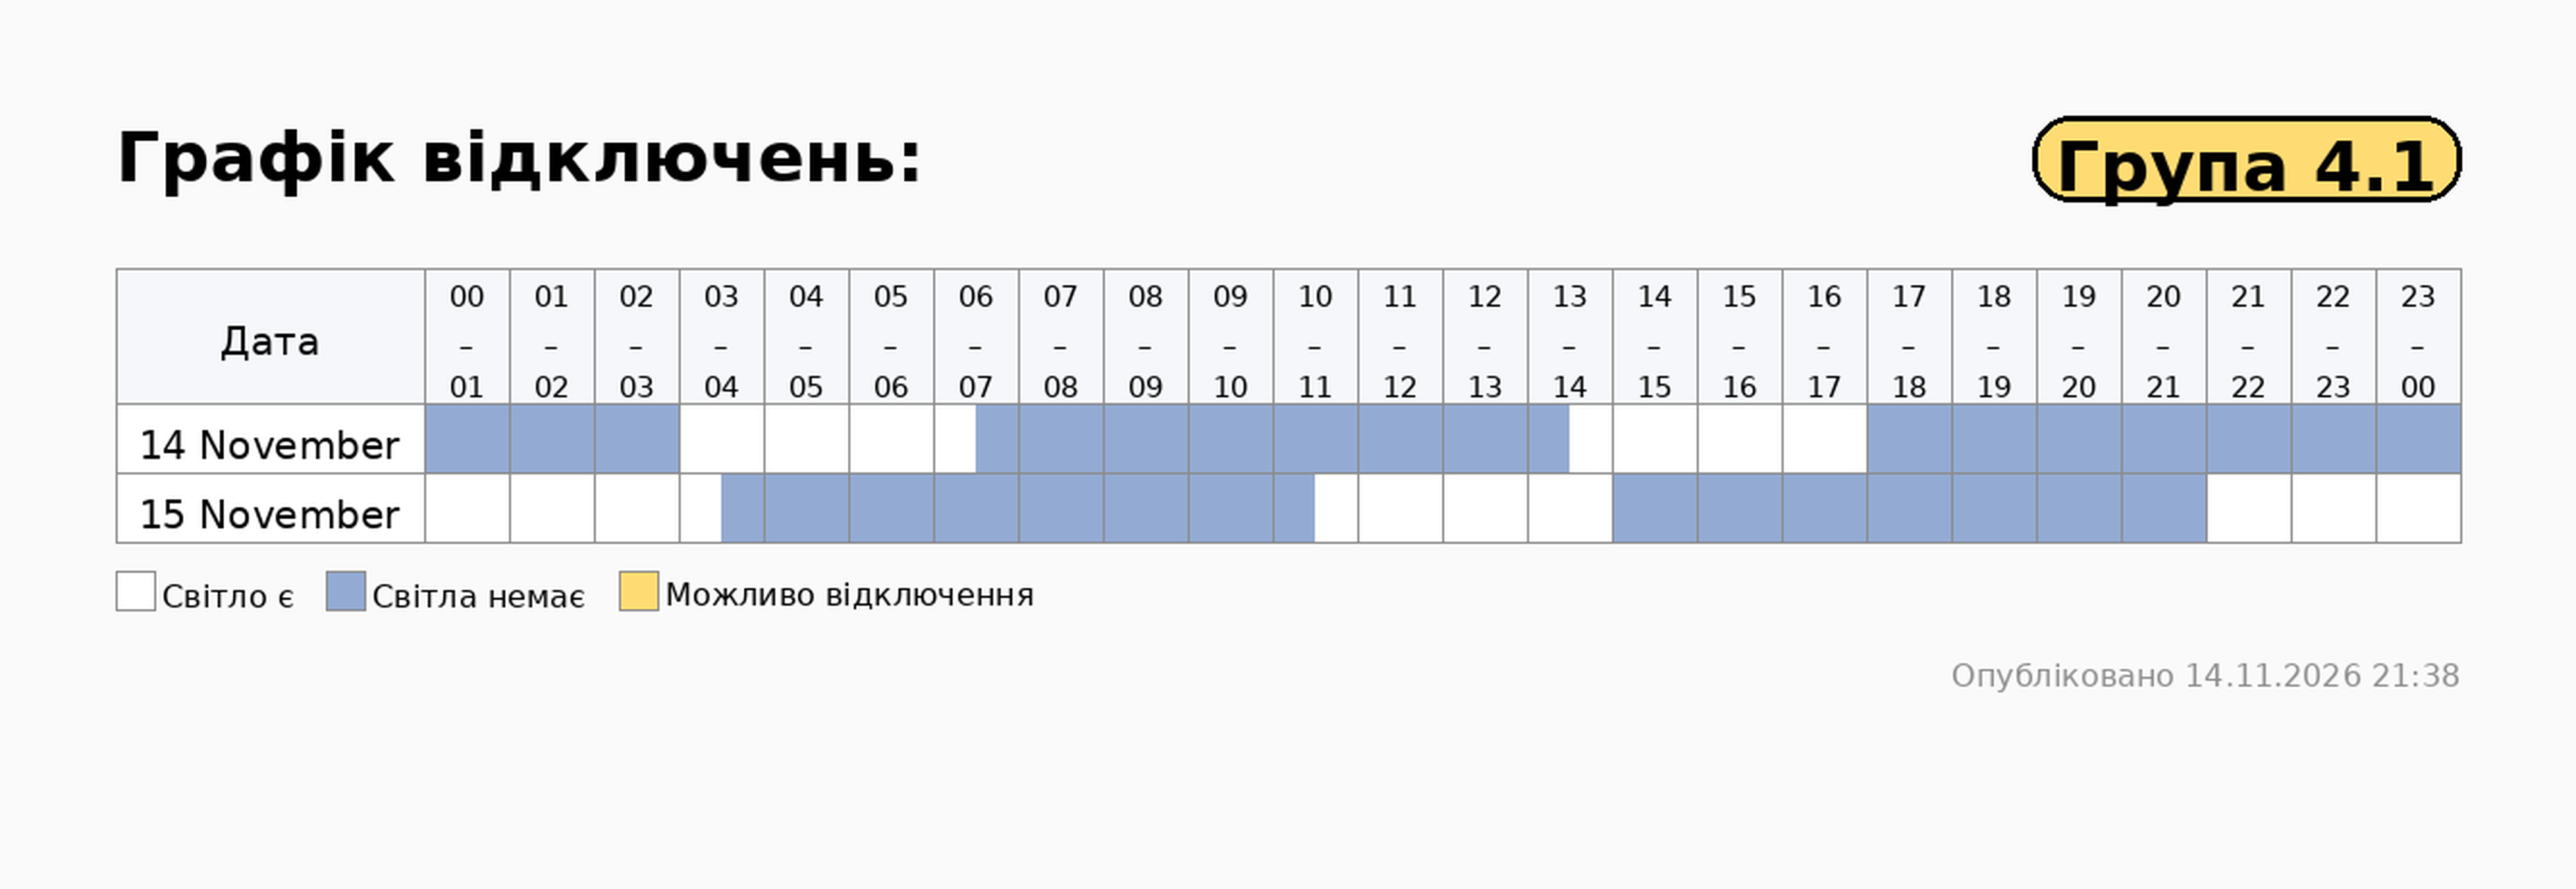 Графік відключень:
Група 4.1
Дата
00 – 01
01 – 02
02 – 03
03 – 04
04 – 05
05 – 06
06 – 07
07 – 08
08 – 09
09 – 10
10 – 11
11 – 12
12 – 13
13 – 14
14 – 15
15 – 16
16 – 17
17 – 18
18 – 19
19 – 20
20 – 21
21 – 22
22 – 23
23 – 00
14 November
15 November
Світло є
Світла немає
Можливо відключення
Опубліковано 14.11.2026 21:38